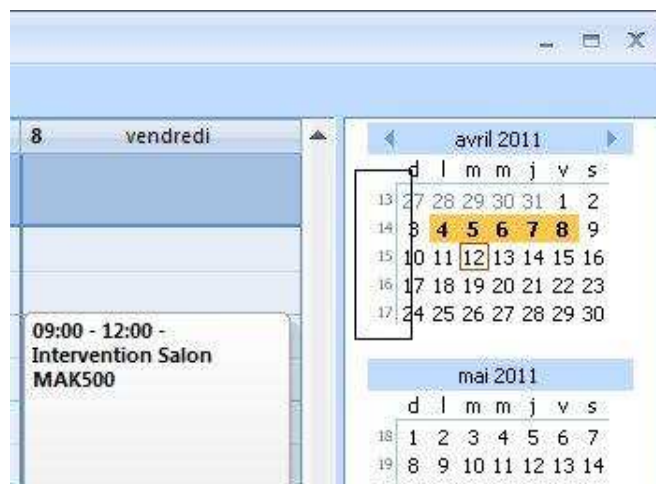 8 vendredi
09:00 - 12:00 -
Intervention Salon
MAK500
avril 2011
d l m m j v s
13 27 28 29 30 31 1 2
14 3 4 5 6 7 8 9
15 10 11 12 13 14 15 16
16 17 18 19 20 21 22 23
17 24 25 26 27 28 29 30
mai 2011
d l m m j v s
18 1 2 3 4 5 6 7
19 8 9 10 11 12 13 14